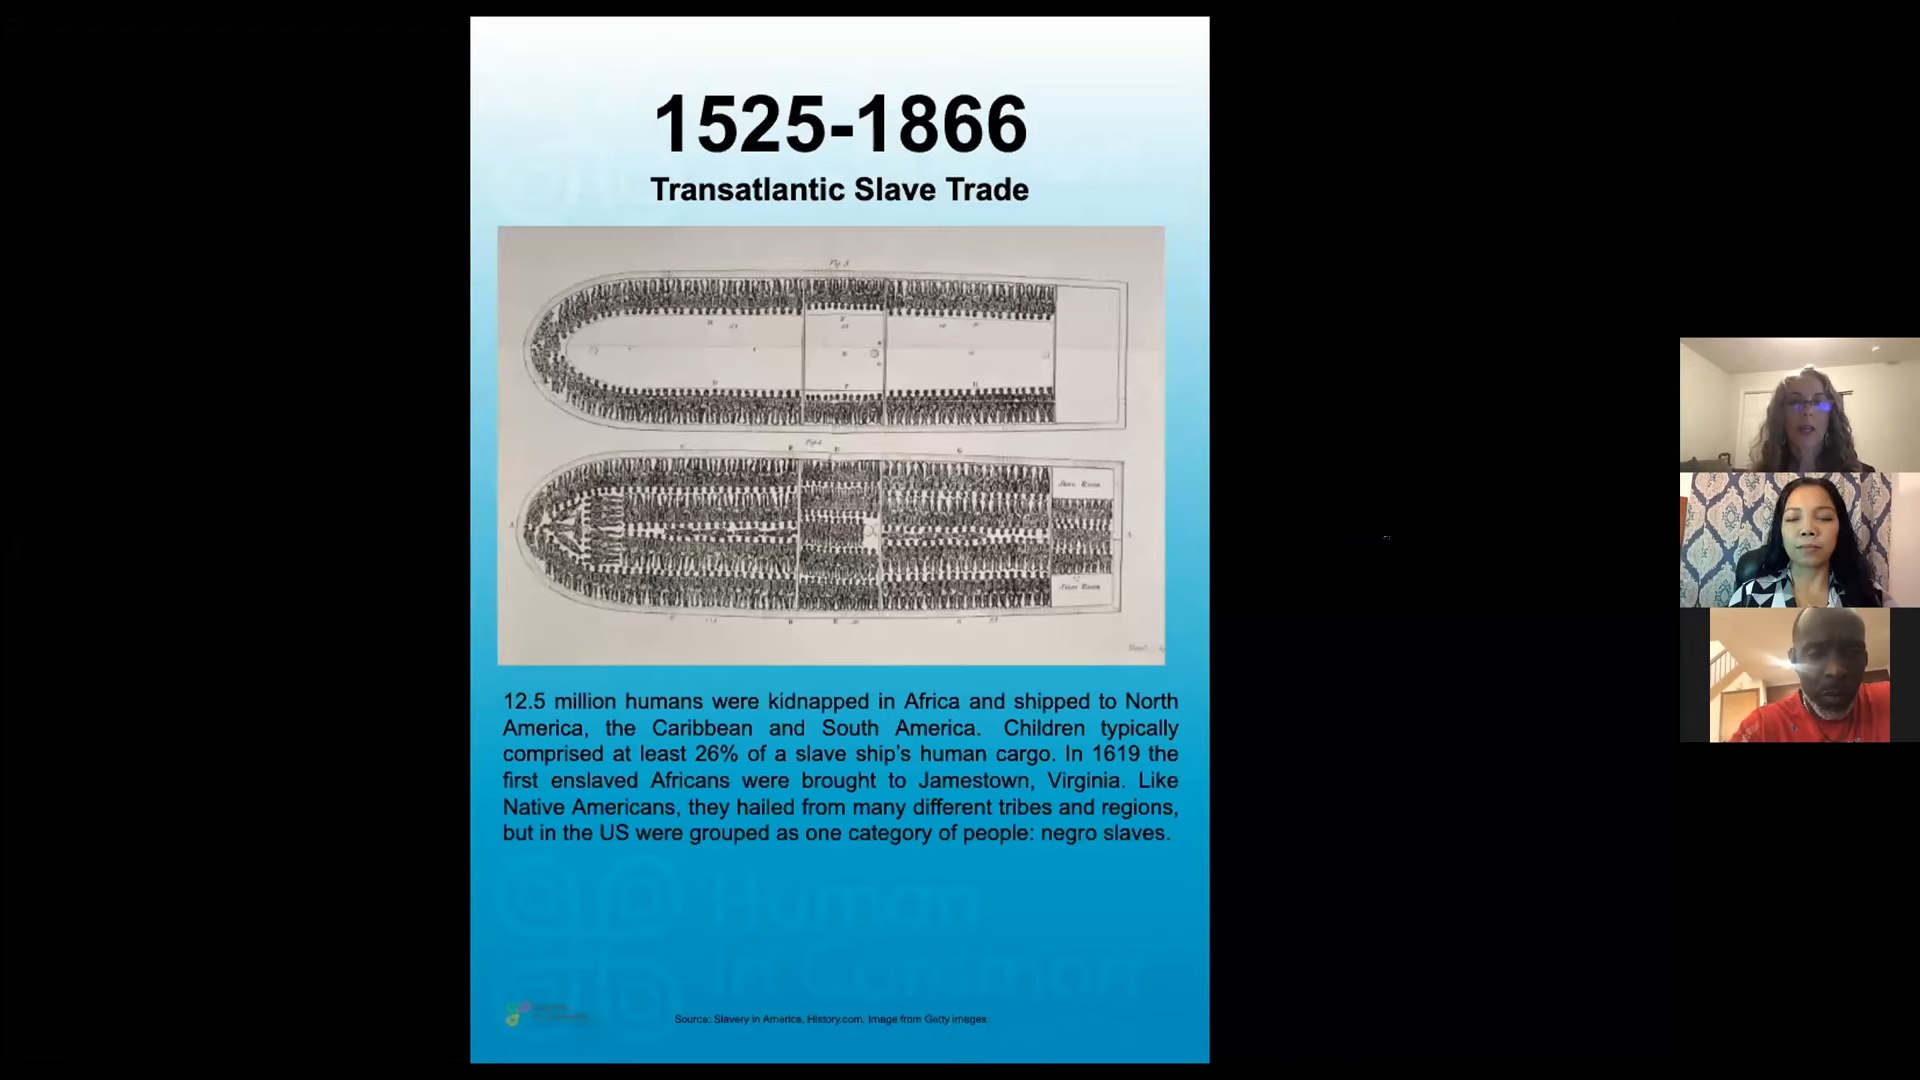 1525-1866
Transatlantic Slave Trade
12.5 million humans were kidnapped in Africa and shipped to North
America, the Caribbean and South America. Children typically
comprised at least 26% of a slave ship's human cargo. In 1619 the
first enslaved Africans were brought to Jamestown, Virginia. Like
Native Americans, they hailed from many different tribes and regions,
but in the US were grouped as one category of people: negro slaves.
Human
In Common
Source: Slavery in America, History.com. Image from Getty images.